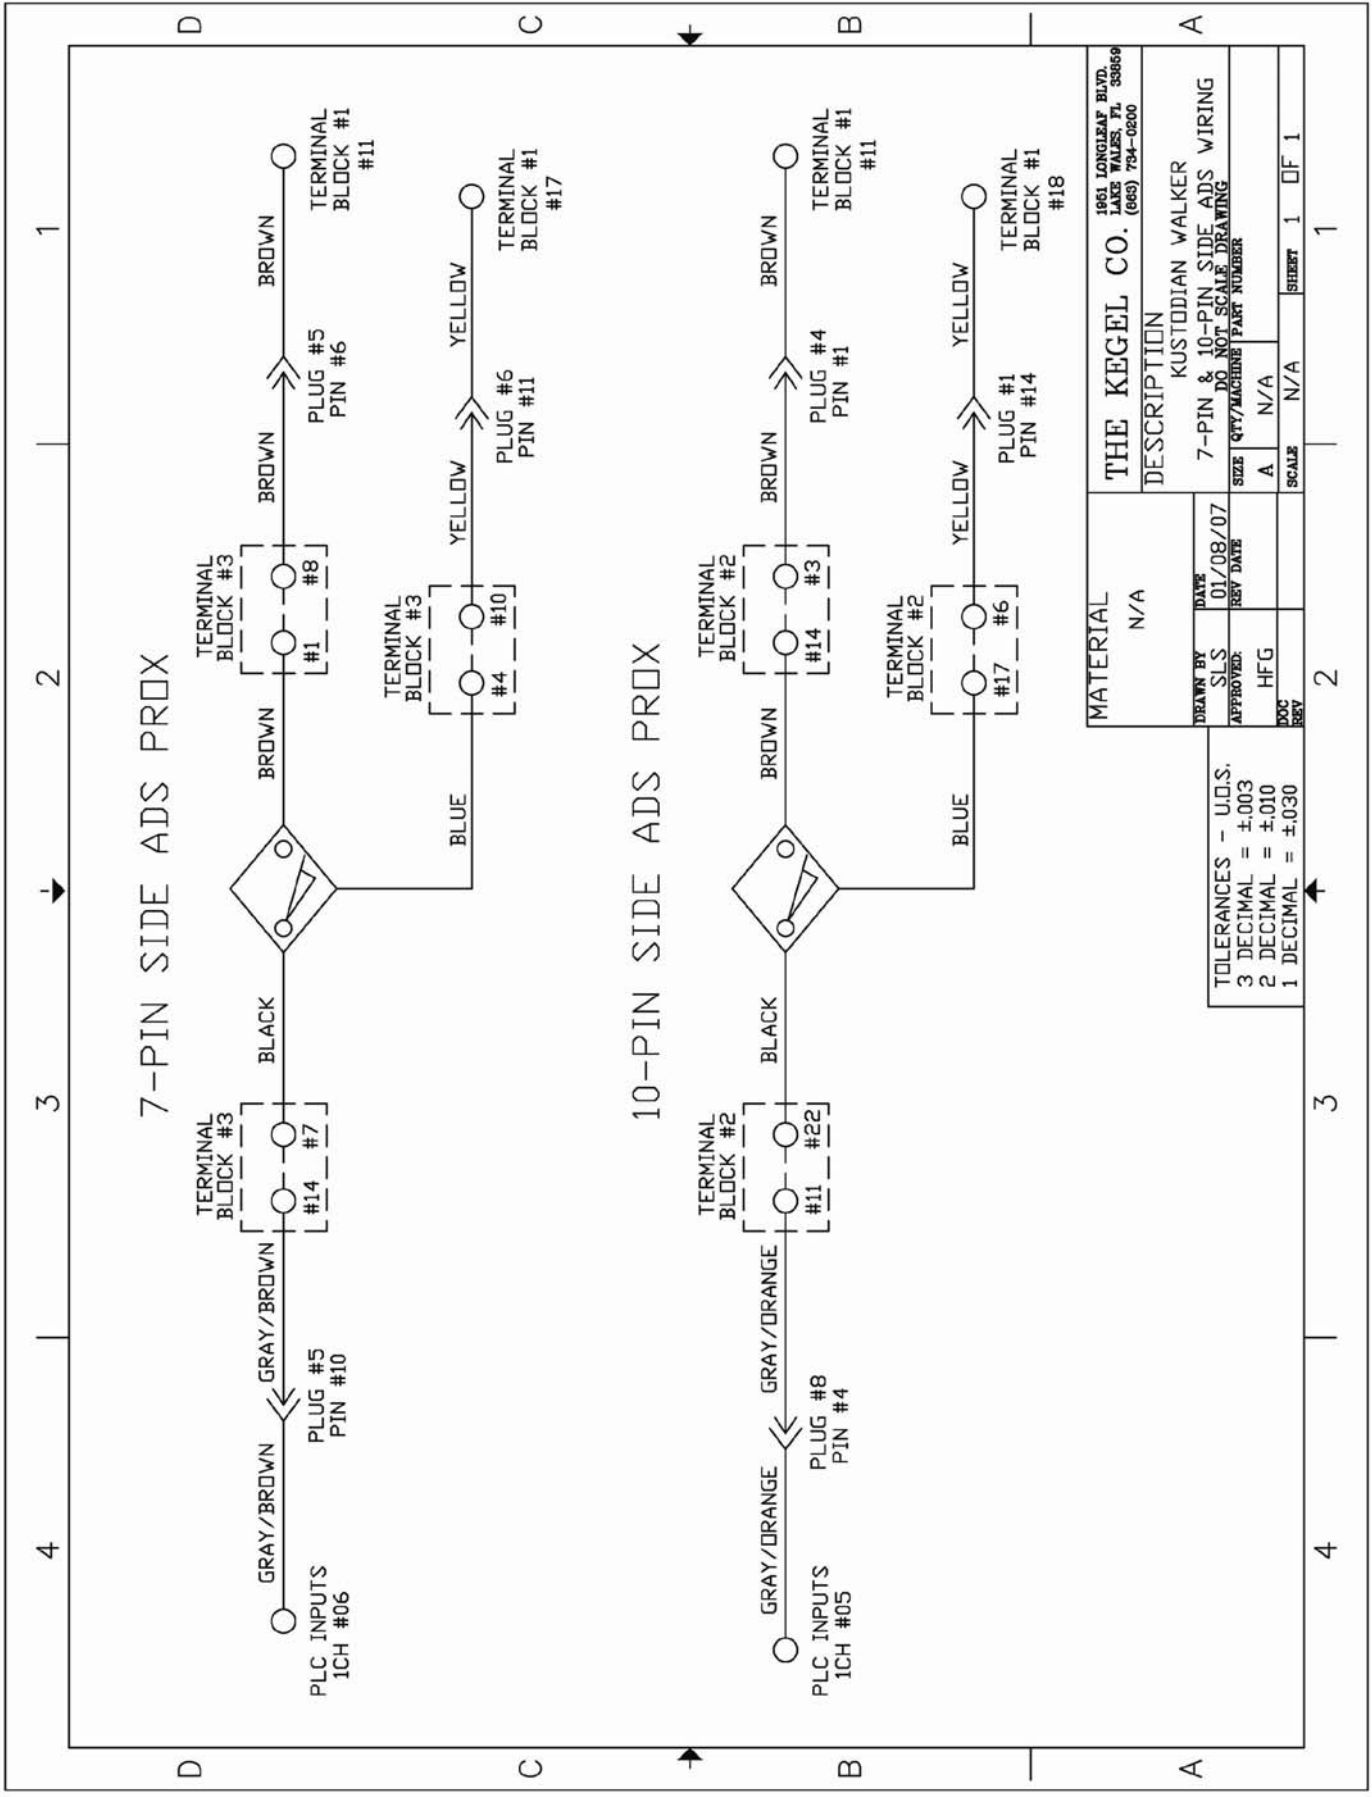 4
3
2
1
D
D
7-PIN SIDE ADS PROX
PLC INPUTS
1CH #06
GRAY/BROWN
PLUG #5
PIN #10
GRAY/BROWN
TERMINAL
BLOCK #3
#14
#7
BLACK
BROWN
TERMINAL
BLOCK #3
#1
#8
BROWN
PLUG #5
PIN #6
BROWN
TERMINAL
BLOCK #1
#11
BLUE
TERMINAL
BLOCK #3
#4
#10
YELLOW
PLUG #6
PIN #11
YELLOW
TERMINAL
BLOCK #1
#17
C
C
10-PIN SIDE ADS PROX
PLC INPUTS
1CH #05
GRAY/ORANGE
PLUG #8
PIN #4
GRAY/ORANGE
TERMINAL
BLOCK #2
#11
#22
BLACK
BROWN
TERMINAL
BLOCK #2
#14
#3
BROWN
PLUG #4
PIN #1
BROWN
TERMINAL
BLOCK #1
#11
B
B
BLUE
TERMINAL
BLOCK #2
#17
#6
YELLOW
PLUG #1
PIN #14
YELLOW
TERMINAL
BLOCK #1
#18
A
A
TOLERANCES - U.O.S.
3 DECIMAL = ±.003
2 DECIMAL = ±.010
1 DECIMAL = ±.030
MATERIAL
N/A
DRAWN BY
SLS
DATE
01/08/07
APPROVED:
HFG
REV DATE
DOC
REV
THE KEGEL CO.
1951 LONGLEAF BLVD.
LAKE WALES, FL 33859
(863) 734-0200
DESCRIPTION
KUSTODIAN WALKER
7-PIN & 10-PIN SIDE ADS WIRING
DO NOT SCALE DRAWING
SIZE
A
QTY/MACHINE
N/A
PART NUMBER
SCALE
N/A
SHEET
1 OF 1
4
3
2
1